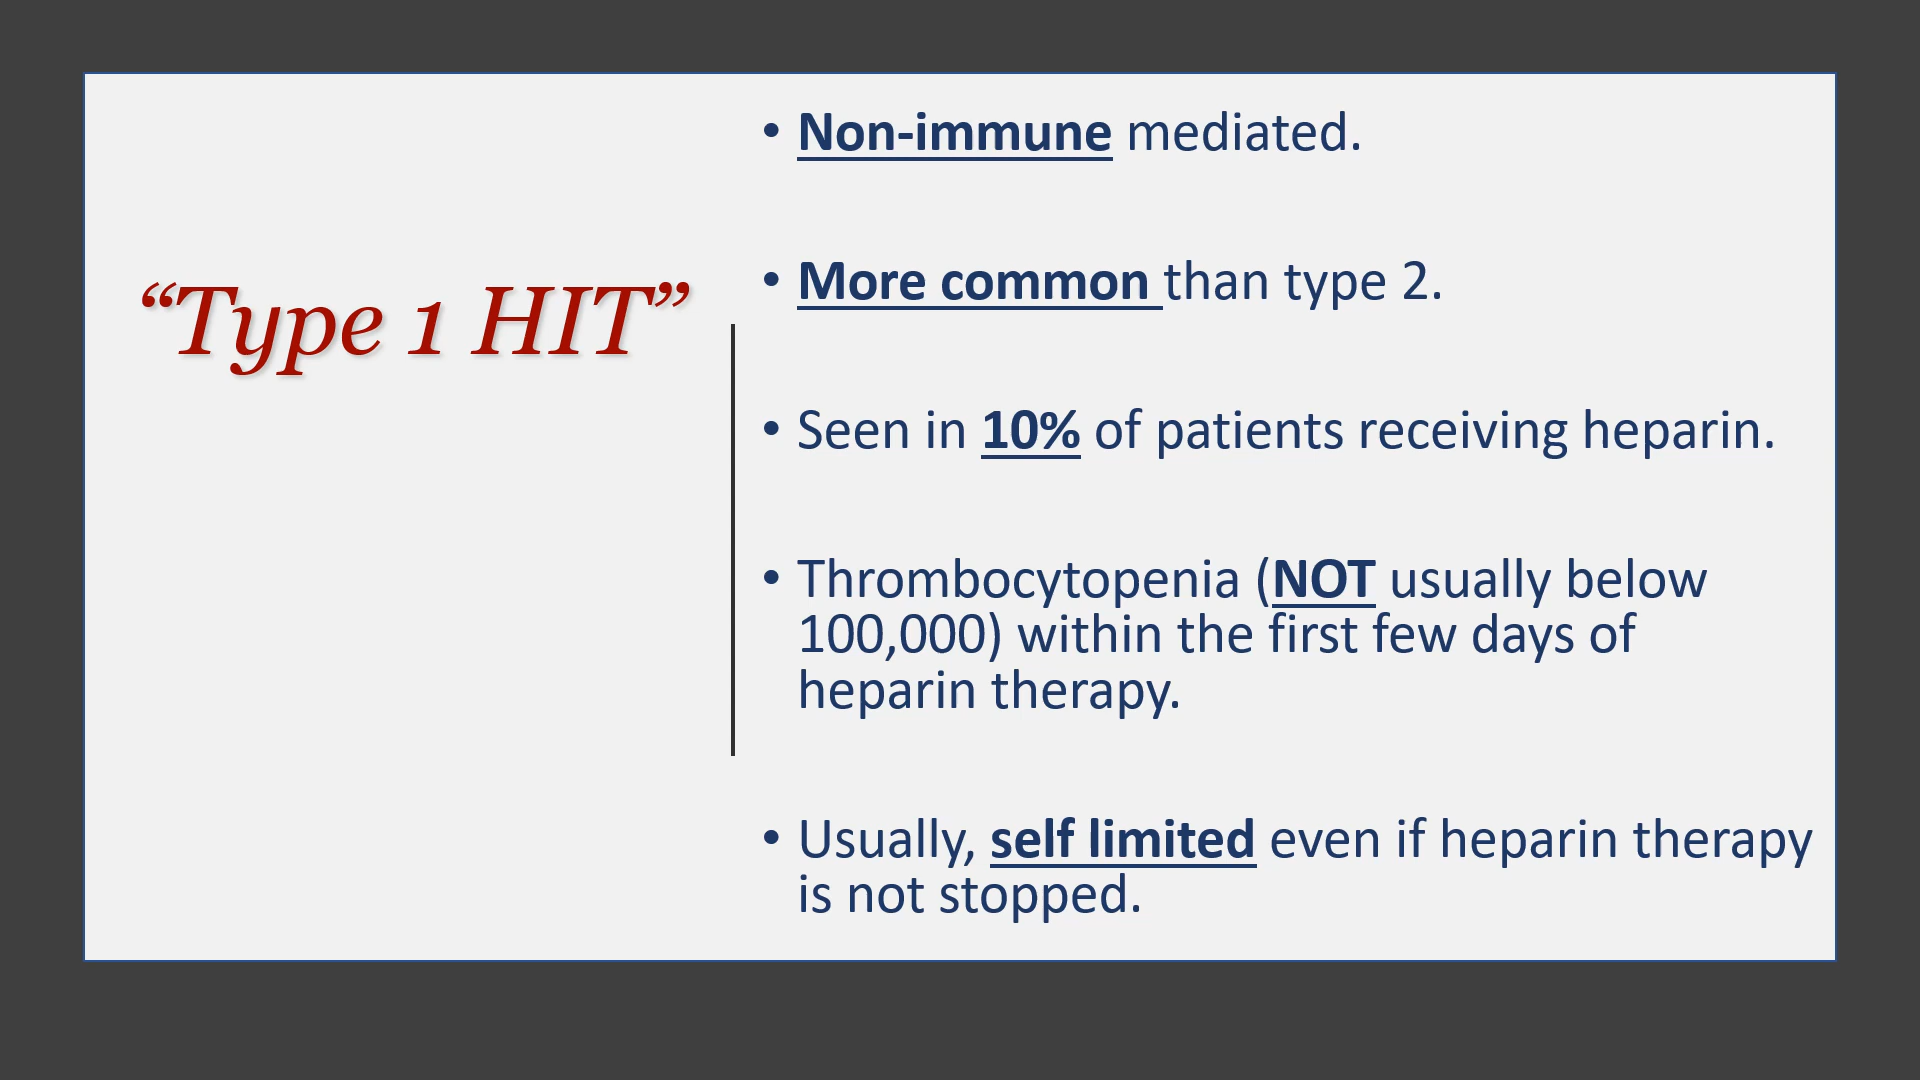 “Type 1 HIT”
• Non-immune mediated.
• More common than type 2.
• Seen in 10% of patients receiving heparin.
• Thrombocytopenia (NOT usually below
100,000) within the first few days of
heparin therapy.
• Usually, self limited even if heparin therapy
is not stopped.